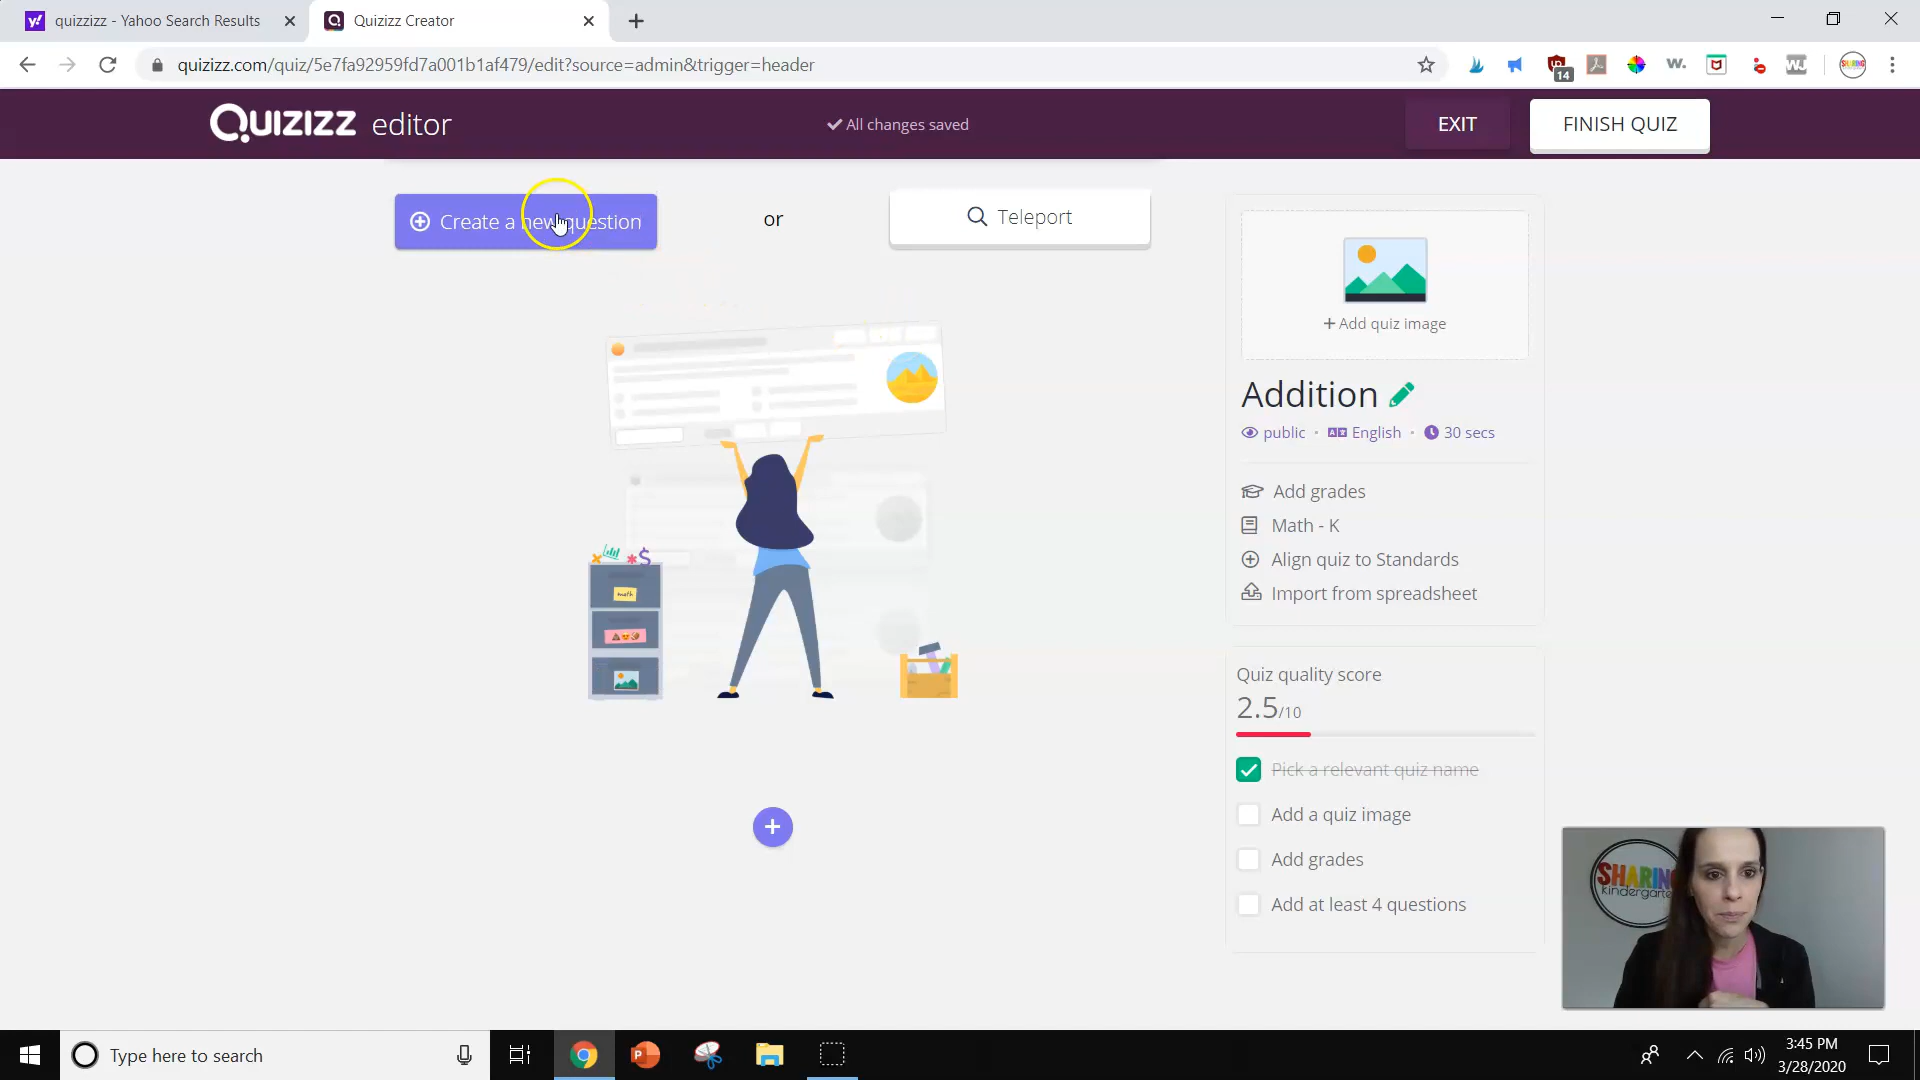 quizzizz - Yahoo Search Results
Quizizz Creator
quizizz.com/quiz/5e7fa92959fd7a001b1af479/edit?source=admin&trigger=header
14
QUIZIZZ editor
All changes saved
EXIT
FINISH QUIZ
Create a new question
or
Teleport
+ Add quiz image
Addition
public · English · 30 secs
Add grades
Math - K
Align quiz to Standards
Import from spreadsheet
math
Quiz quality score
2.5/10
Pick a relevant quiz name
Add a quiz image
Add grades
Add at least 4 questions
SHARING
kindergarten
Type here to search
3:45 PM
3/28/2020